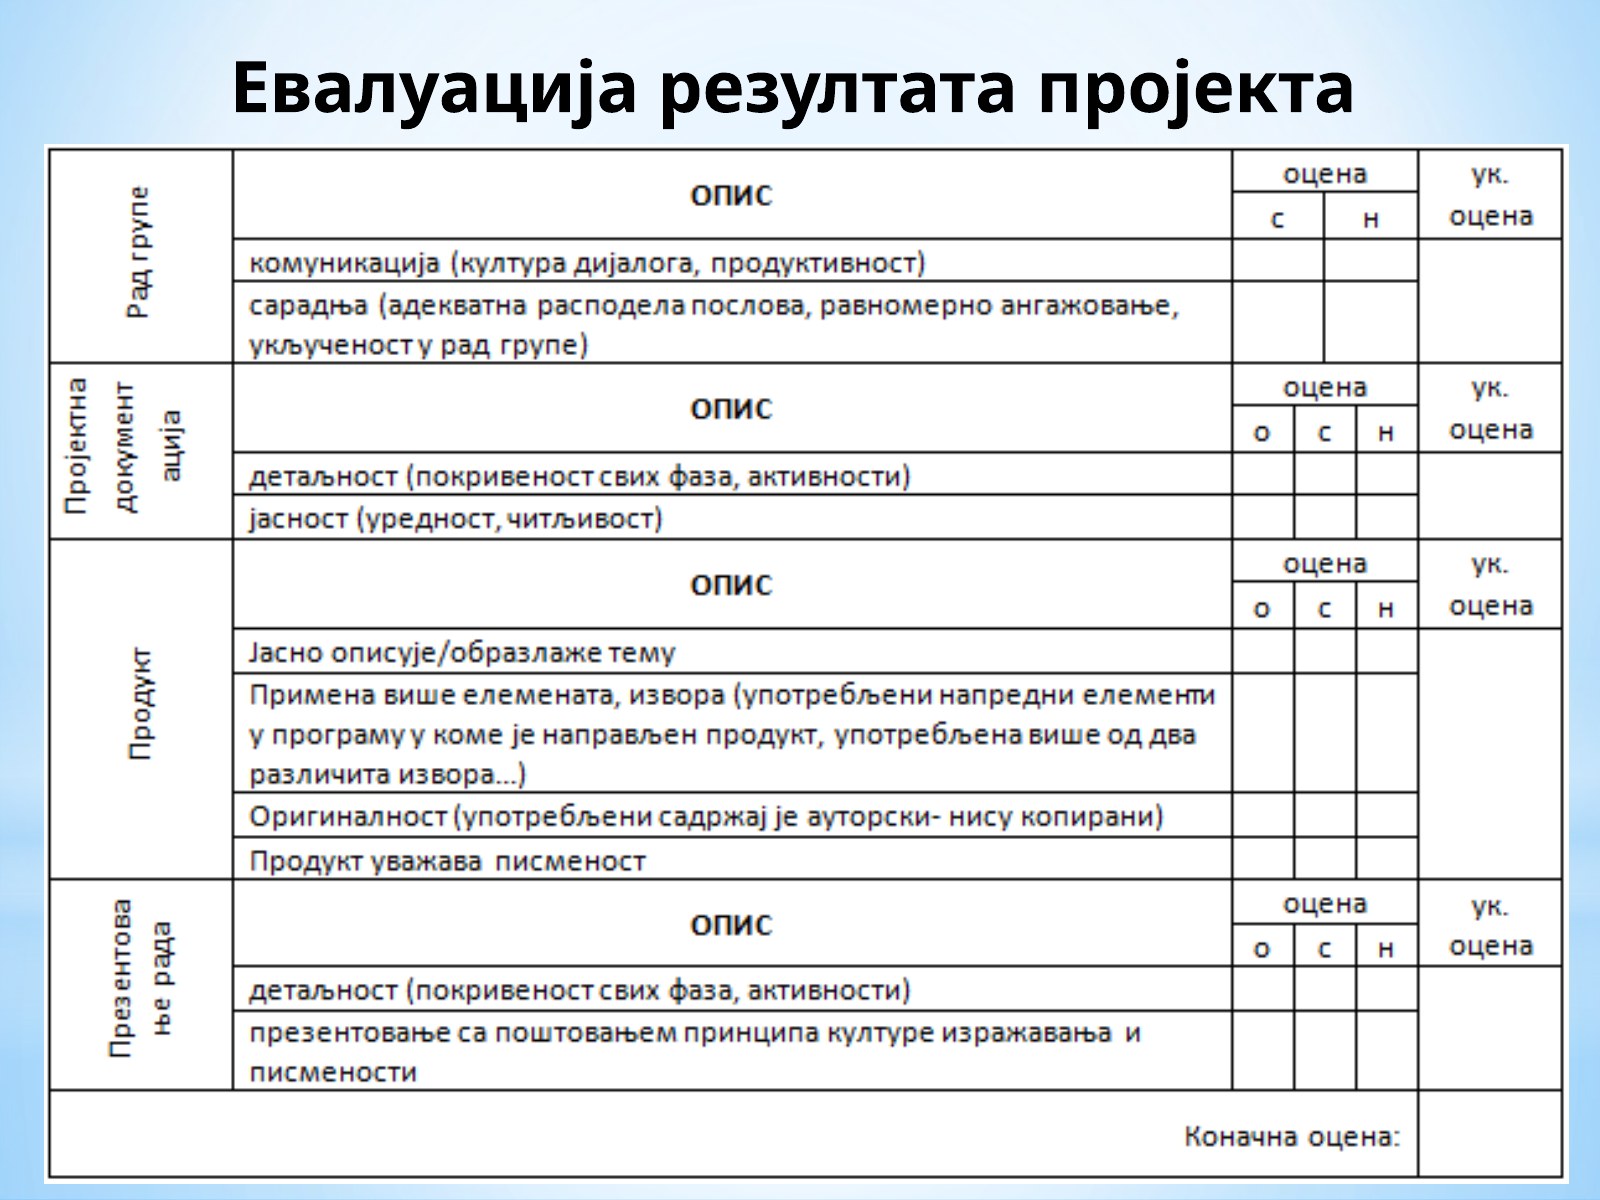 Евалуација резултата пројекта
Рад групе
ОПИС
оцена
ук.
оцена
с
н
комуникација (култура дијалога, продуктивност)
сарадња (адекватна расподела послова, равномерно ангажовање,
укљученост у рад групе)
Пројектна
документ
ација
ОПИС
оцена
ук.
оцена
о
с
н
детаљност (покривеност свих фаза, активности)
јасност (уредност, читљивост)
Продукт
ОПИС
оцена
ук.
оцена
о
с
н
Јасно описује/образлаже тему
Примена више елемената, извора (употребљени напредни елементи
у програму у коме је направљен продукт, употребљена више од два
различита извора...)
Оригиналност (употребљени садржај је ауторски- нису копирани)
Продукт уважава писменост
Презентова
ње рада
ОПИС
оцена
ук.
оцена
о
с
н
детаљност (покривеност свих фаза, активности)
презентовање са поштовањем принципа културе изражавања и
писмености
Коначна оцена: